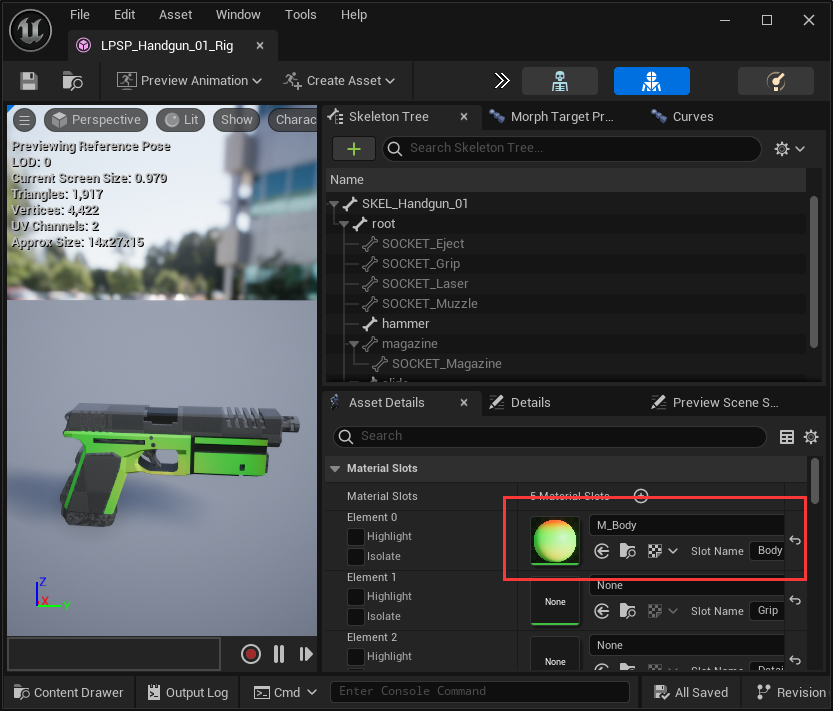 File Edit Asset Window Tools Help
LPSP_Handgun_01_Rig
Preview Animation Create Asset
Perspective Lit Show Charac
Previewing Reference Pose
LOD: 0
Current Screen Size: 0.979
Triangles: 1,917
Vertices: 4,422
UV Channels: 2
Approx Size: 14x27x15
Z
X
Y
Skeleton Tree Morph Target Pr... Curves
Search Skeleton Tree...
Name
SKEL_Handgun_01
root
SOCKET_Eject
SOCKET_Grip
SOCKET_Laser
SOCKET_Muzzle
hammer
magazine
SOCKET_Magazine
slide
Asset Details Details Preview Scene S...
Search
Material Slots
Material Slots 5 Material Slots
Element 0
Highlight
Isolate
M_Body
Slot Name Body
Element 1
Highlight
Isolate
None
None
Slot Name Grip
Element 2
Highlight
None
None
Slot Name
Content Drawer Output Log Cmd Enter Console Command All Saved Revision